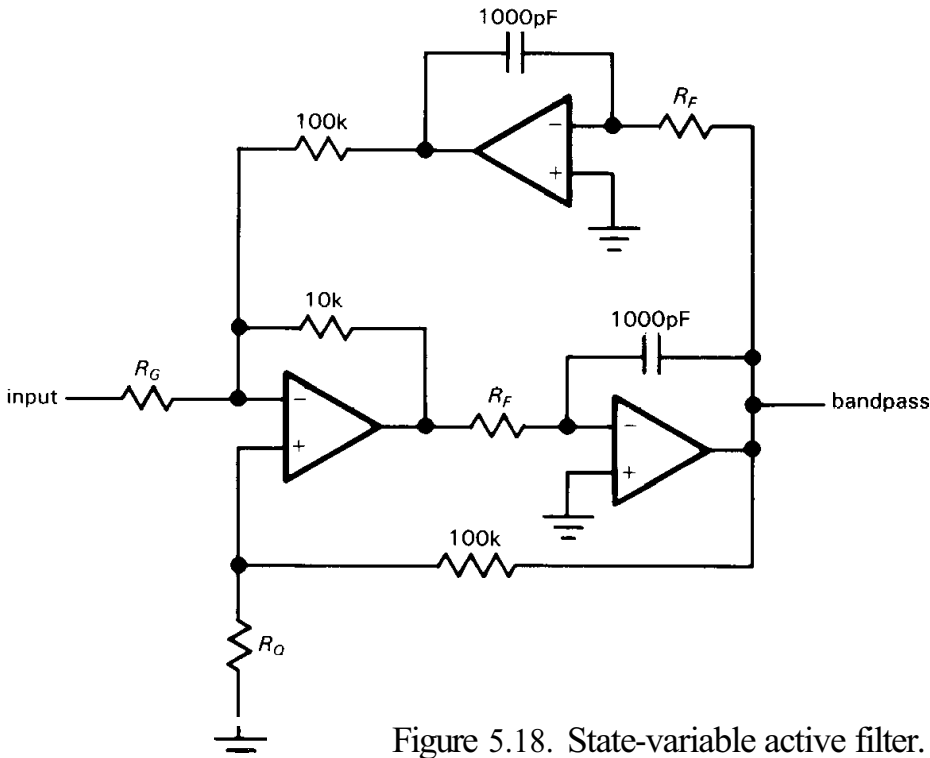 1000pF
R_F
100k
−
+
10k
1000pF
R_G
input
−
+
R_F
−
+
bandpass
100k
R_Q
Figure 5.18. State-variable active filter.